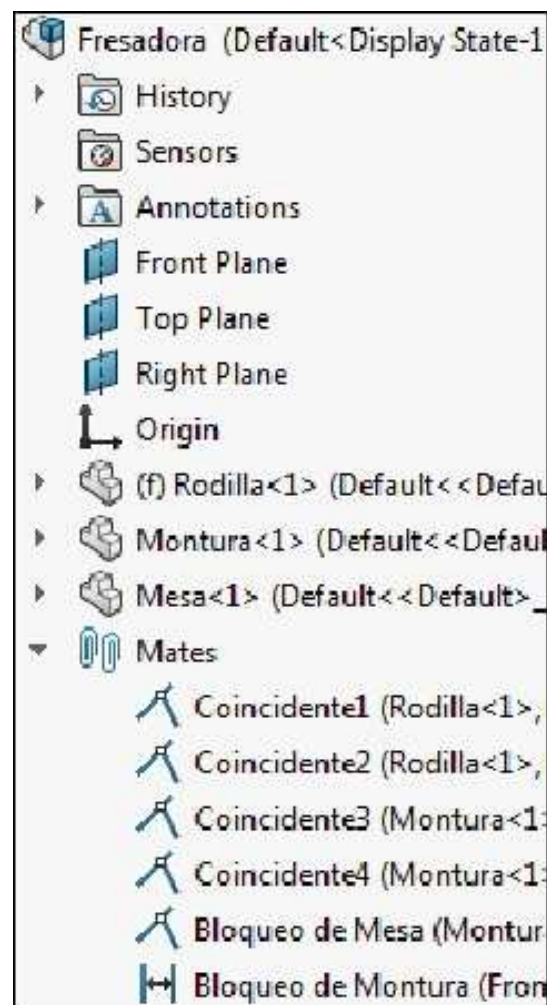 Fresadora (Default<Display State-1
History
Sensors
A Annotations
Front Plane
Top Plane
Right Plane
Origin
(f) Rodilla<1> (Default<<Defau
Montura<1> (Default<<Defaul
Mesa<1> (Default<<Default>_
Mates
Coincidente1 (Rodilla<1>,
Coincidente2 (Rodilla<1>,
Coincidente3 (Montura<1>
Coincidente4 (Montura<1>
Bloqueo de Mesa (Montur
Bloqueo de Montura (Fron